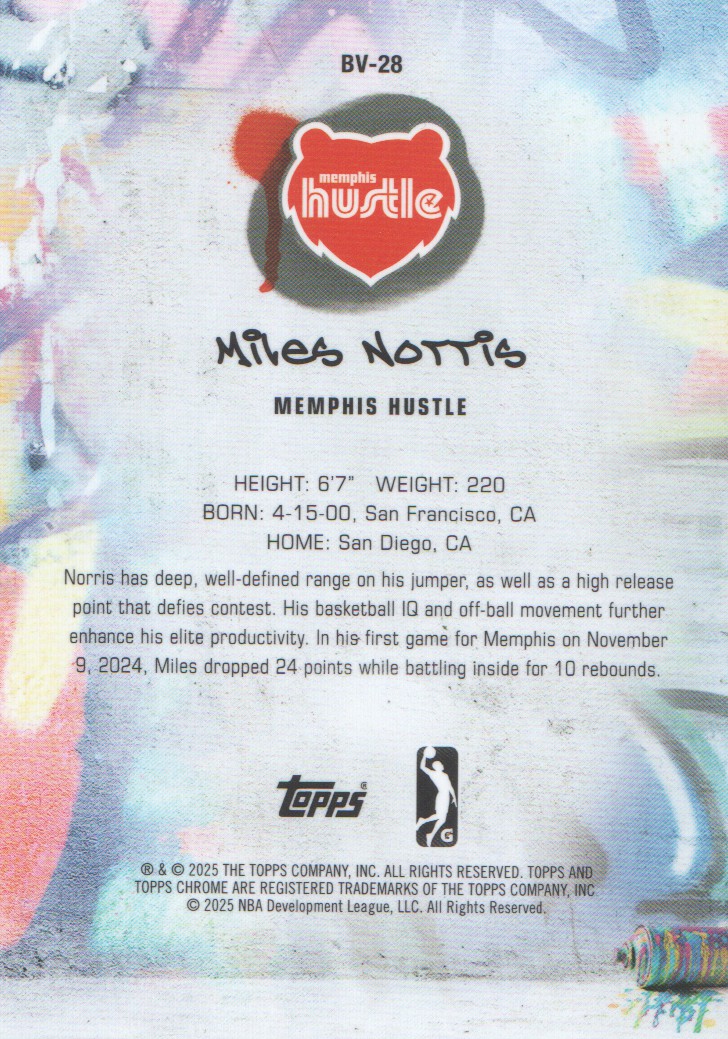 BV-28
memphis
hustle
Miles Norris
MEMPHIS HUSTLE
HEIGHT: 6'7" WEIGHT: 220
BORN: 4-15-00, San Francisco, CA
HOME: San Diego, CA
Norris has deep, well-defined range on his jumper, as well as a high release
point that defies contest. His basketball IQ and off-ball movement further
enhance his elite productivity. In his first game for Memphis on November
9, 2024, Miles dropped 24 points while battling inside for 10 rebounds.
Topps®
G
® & © 2025 THE TOPPS COMPANY, INC. ALL RIGHTS RESERVED. TOPPS AND
TOPPS CHROME ARE REGISTERED TRADEMARKS OF THE TOPPS COMPANY, INC
© 2025 NBA Development League, LLC. All Rights Reserved.